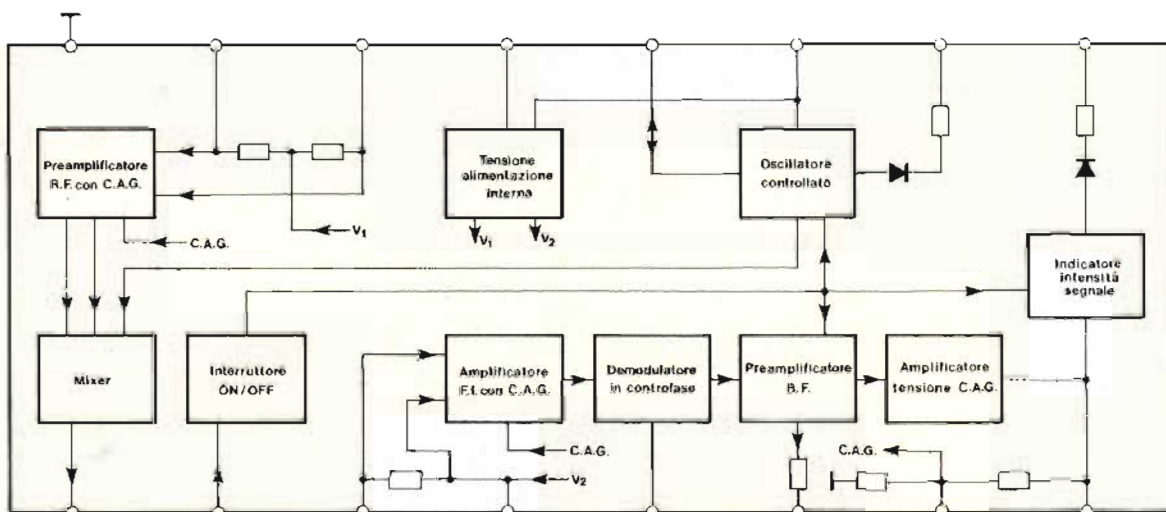 Preamplificatore
R.F. con C.A.G.
Tensione
alimentazione
interna
Oscillatore
controllato
V1
C.A.G.
V1
V2
Indicatore
intensità
segnale
Mixer
Interruttore
ON/OFF
Amplificatore
F.I. con C.A.G.
Demodulatore
in controfase
Preamplificatore
B.F.
Amplificatore
tensione C.A.G.
C.A.G.
V2
C.A.G.